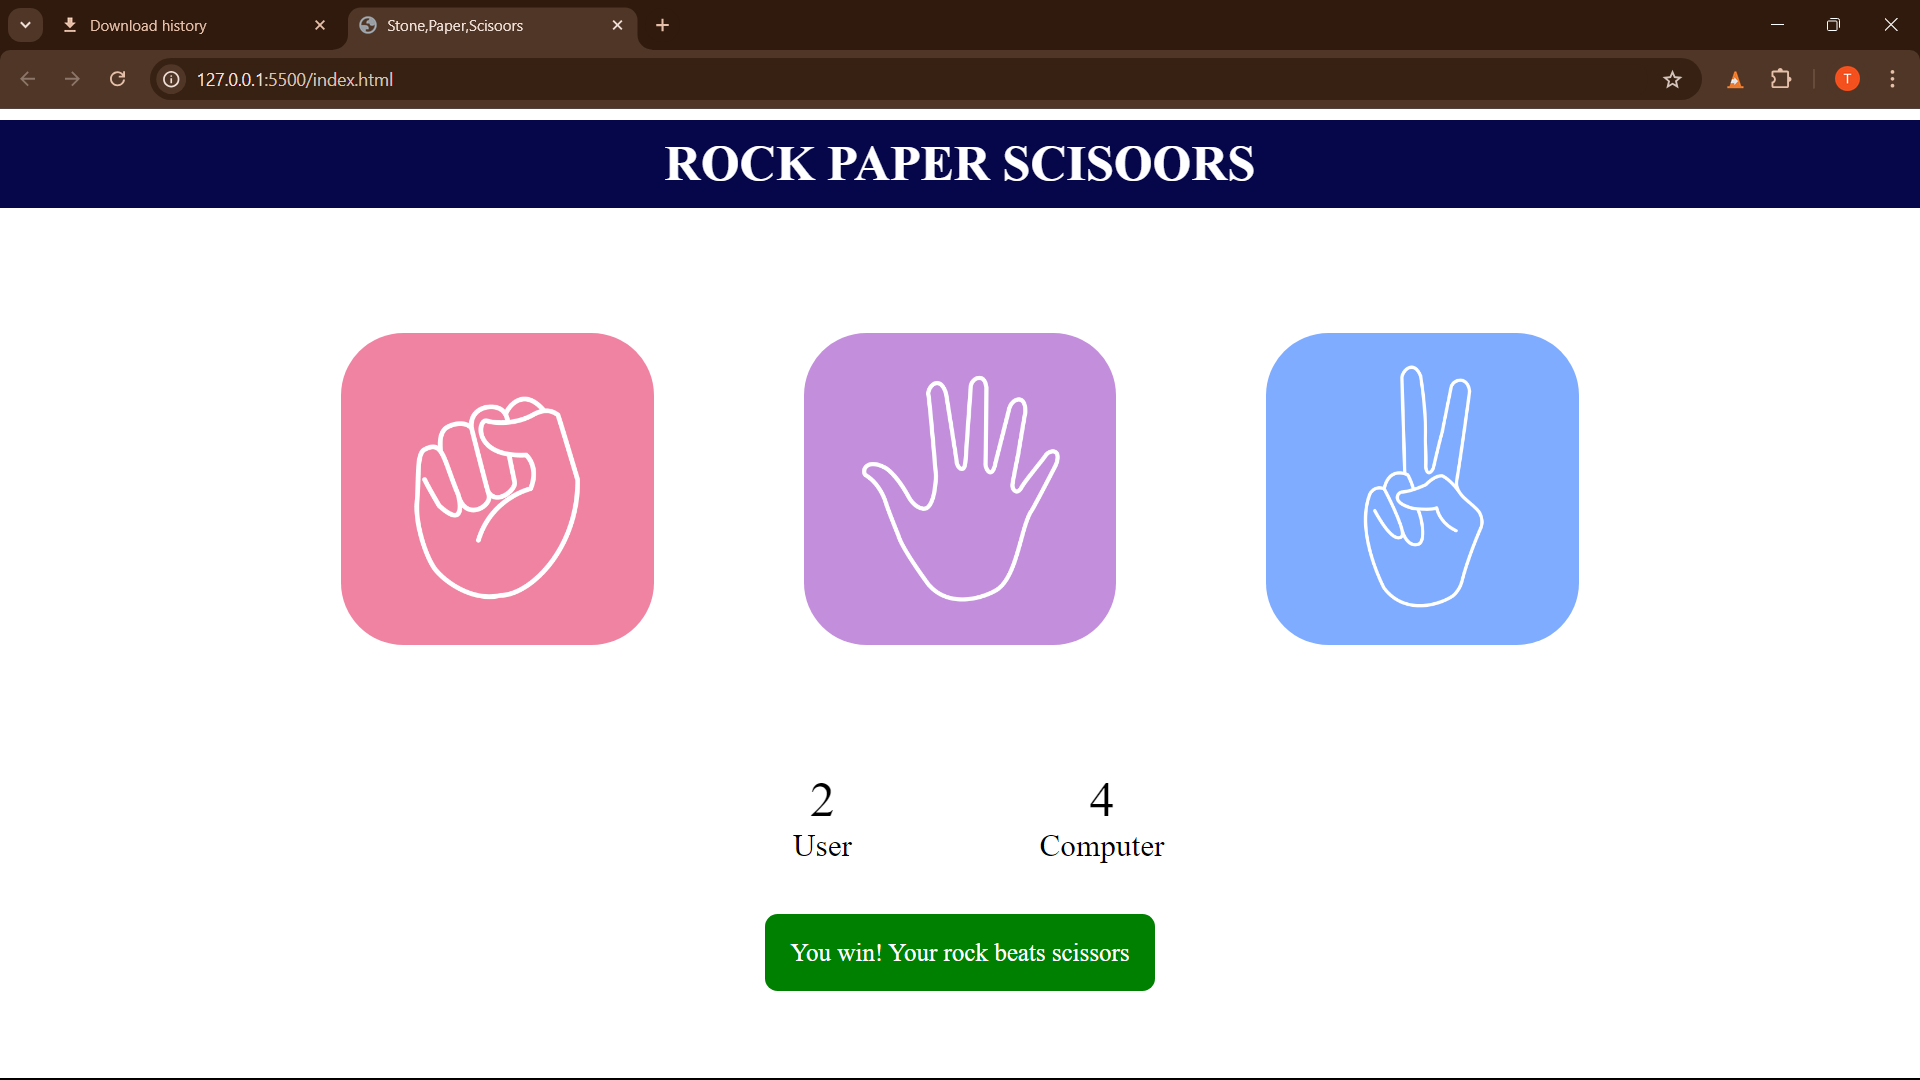 Download history
Stone,Paper,Scisoors
127.0.0.1:5500/index.html
T
ROCK PAPER SCISOORS
2
User
4
Computer
You win! Your rock beats scissors